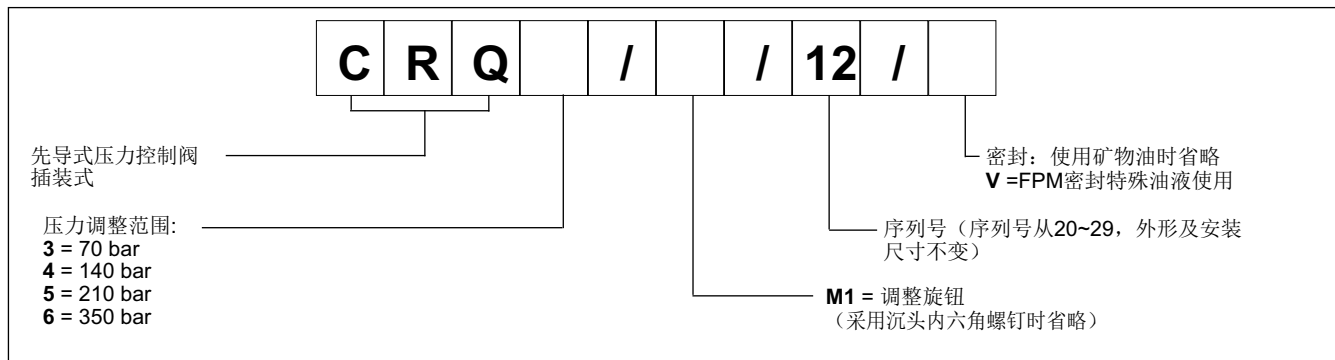 C R Q / / 12 /
先导式压力控制阀
插装式
压力调整范围:
3 = 70 bar
4 = 140 bar
5 = 210 bar
6 = 350 bar
密封：使用矿物油时省略
V =FPM密封特殊油液使用
序列号（序列号从20~29，外形及安装
尺寸不变）
M1 = 调整旋钮
（采用沉头内六角螺钉时省略）